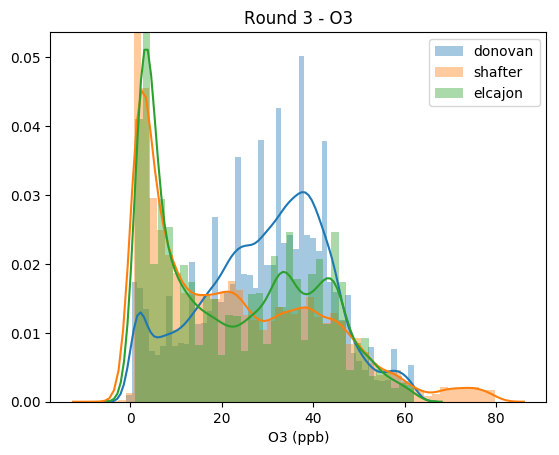 Round 3 - O3
donovan
shafter
elcajon
0.05
0.04
0.03
0.02
0.01
0.00
0 20 40 60 80
O3 (ppb)